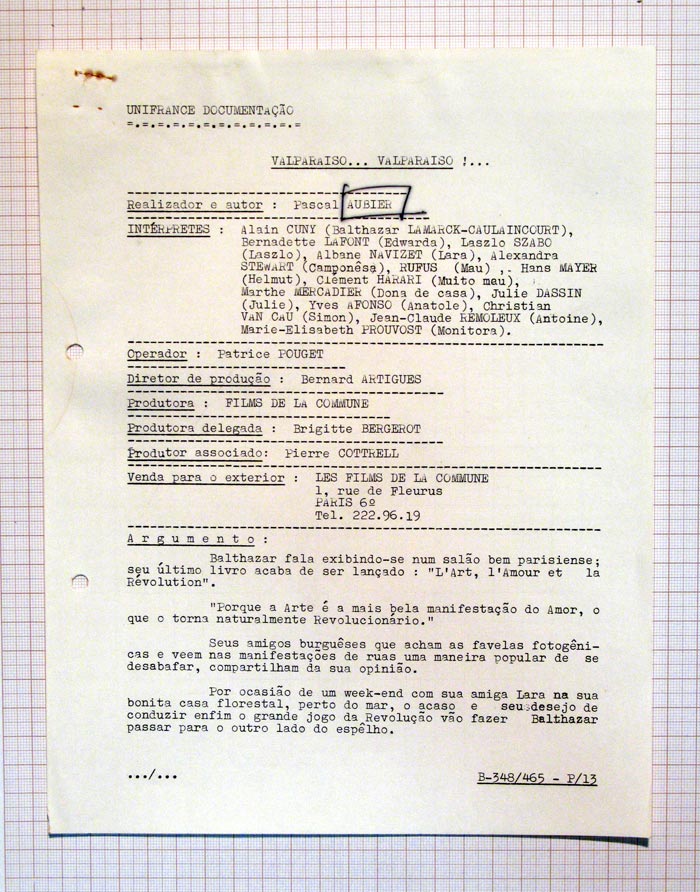 UNIFRANCE DOCUMENTAÇÃO
=.=.=.=.=.=.=.=.=.=.=.=.=
VALPARAISO... VALPARAISO !...
Realizador e autor : Pascal AUBIER
INTÉRPRETES : Alain CUNY (Balthazar LAMARCK-CAULAINCOURT),
Bernadette LAFONT (Edwarda), Laszlo SZABO
(Laszlo), Albane NAVIZET (Lara), Alexandra
STEWART (Camponêsa), RUFUS (Mau) ,. Hans MAYER
(Helmut), Clément HARARI (Muito mau),
Marthe MERCADIER (Dona de casa), Julie DASSIN
(Julie), Yves AFONSO (Anatole), Christian
VAN CAU (Simon), Jean-Claude REMOLEUX (Antoine),
Marie-Elisabeth PROUVOST (Monitora).
Operador : Patrice POUGET
Diretor de produção : Bernard ARTIGUES
Produtora : FILMS DE LA COMMUNE
Produtora delegada : Brigitte BERGEROT
Produtor associado: Pierre COTTRELL
Venda para o exterior : LES FILMS DE LA COMMUNE
1, rue de Fleurus
PARIS 6º
Tel. 222.96.19
A r g u m e n t o :
Balthazar fala exibindo-se num salão bem parisiense;
seu último livro acaba de ser lançado : "L'Art, l'Amour et la
Révolution".
"Porque a Arte é a mais bela manifestação do Amor, o
que o torna naturalmente Revolucionário."
Seus amigos burguêses que acham as favelas fotogêni-
cas e veem nas manifestações de ruas uma maneira popular de se
desabafar, compartilham da sua opinião.
Por ocasião de um week-end com sua amiga Lara na sua
bonita casa florestal, perto do mar, o acaso e seu desejo de
conduzir enfim o grande jogo da Revolução vão fazer Balthazar
passar para o outro lado do espêlho.
.../...
B-348/465 - P/13